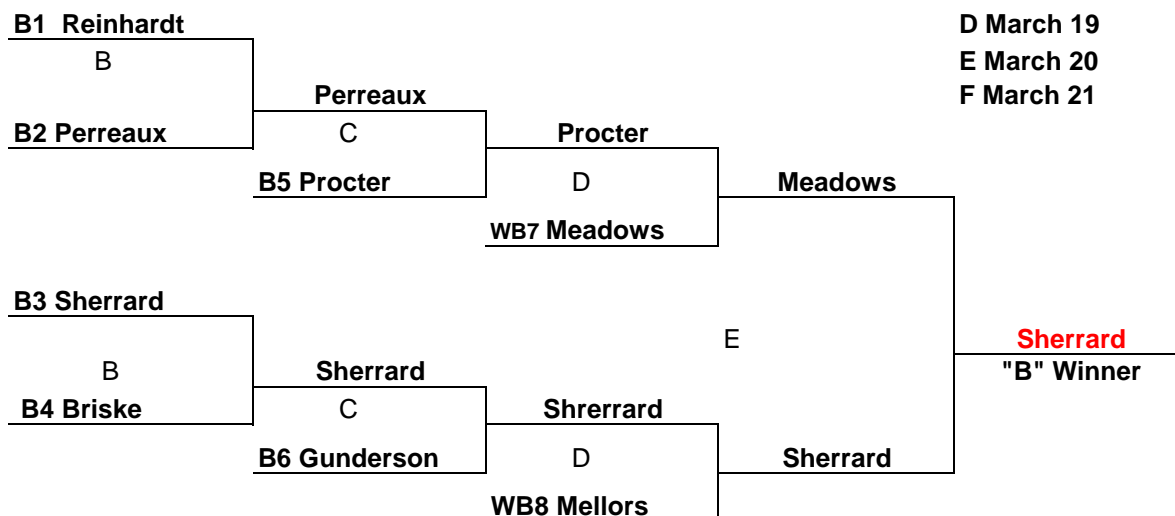 B1 Reinhardt
D March 19
B
E March 20
Perreaux
F March 21
B2 Perreaux
C
Procter
B5 Procter
D
Meadows
WB7 Meadows
B3 Sherrard
E
Sherrard
B
Sherrard
"B" Winner
B4 Briske
C
Shrerrard
B6 Gunderson
D
Sherrard
WB8 Mellors